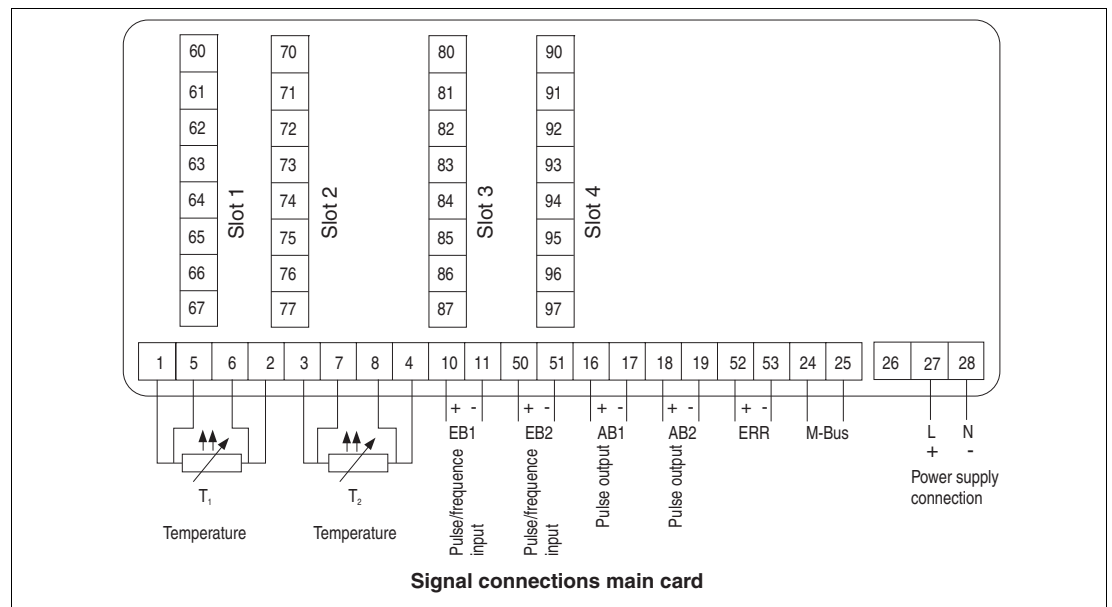 60 70 80 90
61 71 81 91
62 72 82 92
63 73 83 93
64 74 84 94
65 75 85 95
66 76 86 96
67 77 87 97
Slot 1
Slot 2
Slot 3
Slot 4
1 5 6 2 3 7 8 4 10 11 50 51 16 17 18 19 52 53 24 25 26 27 28
+ - + - + - + - + -
EB1 EB2 AB1 AB2 ERR M-Bus L N
+ -
T1 T2
Temperature Temperature
Pulse/frequence
input
Pulse/frequence
input
Pulse output
Pulse output
Power supply
connection
Signal connections main card